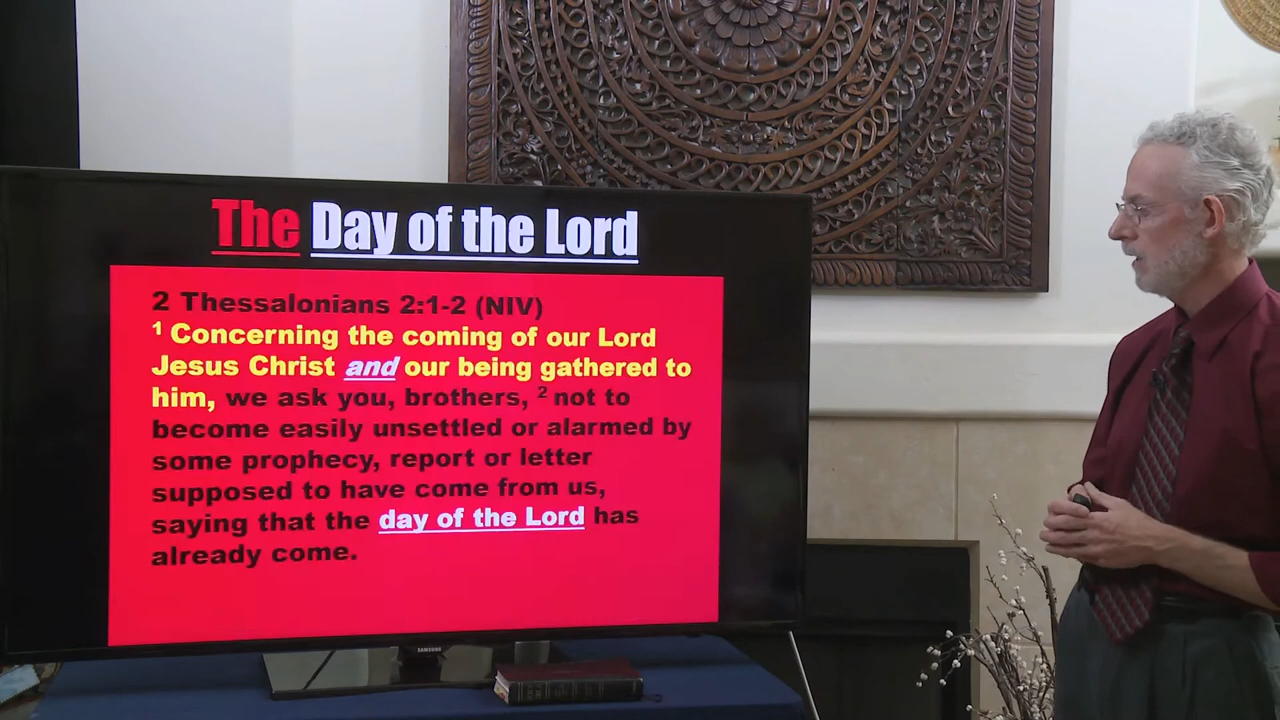 The Day of the Lord
2 Thessalonians 2:1-2 (NIV)
¹ Concerning the coming of our Lord
Jesus Christ and our being gathered to
him, we ask you, brothers, ² not to
become easily unsettled or alarmed by
some prophecy, report or letter
supposed to have come from us,
saying that the day of the Lord has
already come.
SAMSUNG